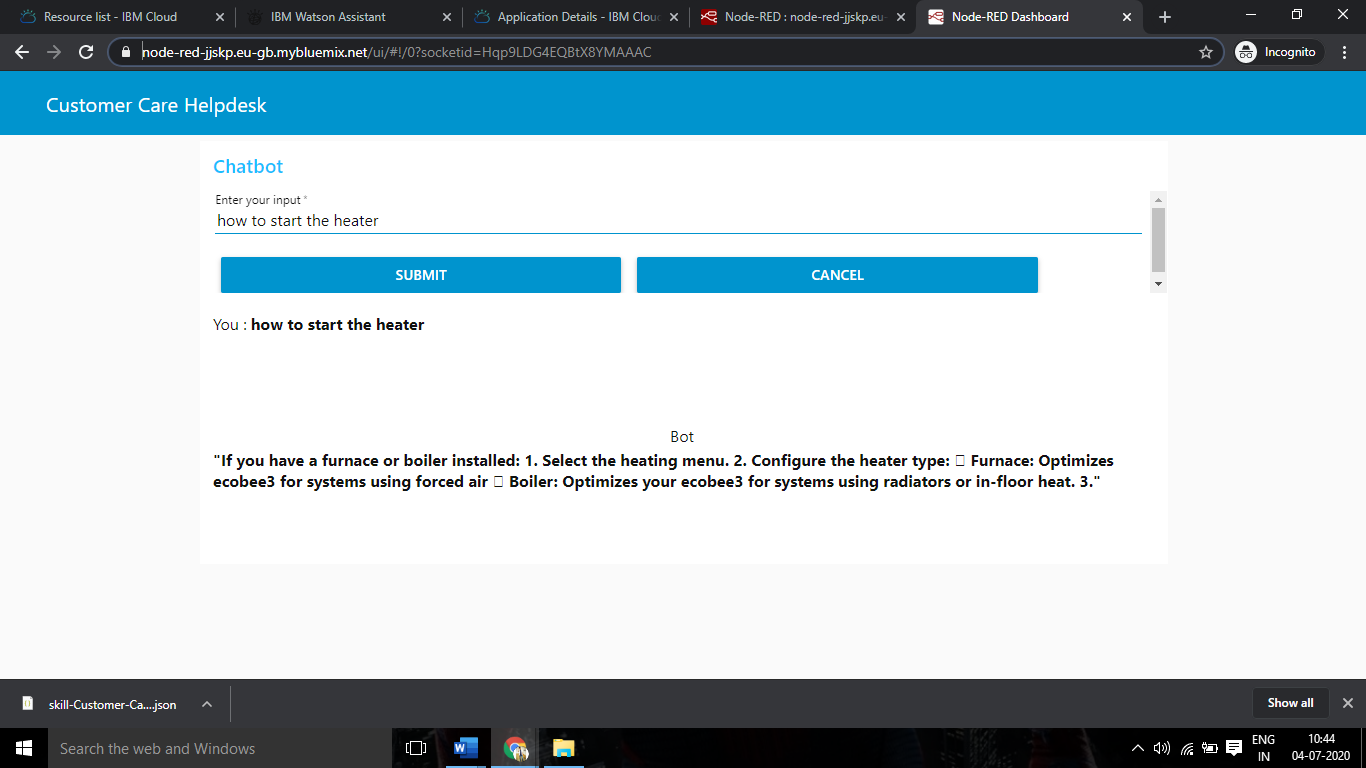 Resource list - IBM Cloud
IBM Watson Assistant
Application Details - IBM Clou
Node-RED : node-red-jjskp.eu-
Node-RED Dashboard
node-red-jjskp.eu-gb.mybluemix.net/ui/#!/0?socketid=Hqp9LDG4EQBtX8YMAAAC
Incognito
Customer Care Helpdesk
Chatbot
Enter your input *
how to start the heater
SUBMIT
CANCEL
You : how to start the heater
Bot
"If you have a furnace or boiler installed: 1. Select the heating menu. 2. Configure the heater type:  Furnace: Optimizes
ecobee3 for systems using forced air  Boiler: Optimizes your ecobee3 for systems using radiators or in-floor heat. 3."
skill-Customer-Ca....json
Show all
Search the web and Windows
W
ENG
IN
10:44
04-07-2020